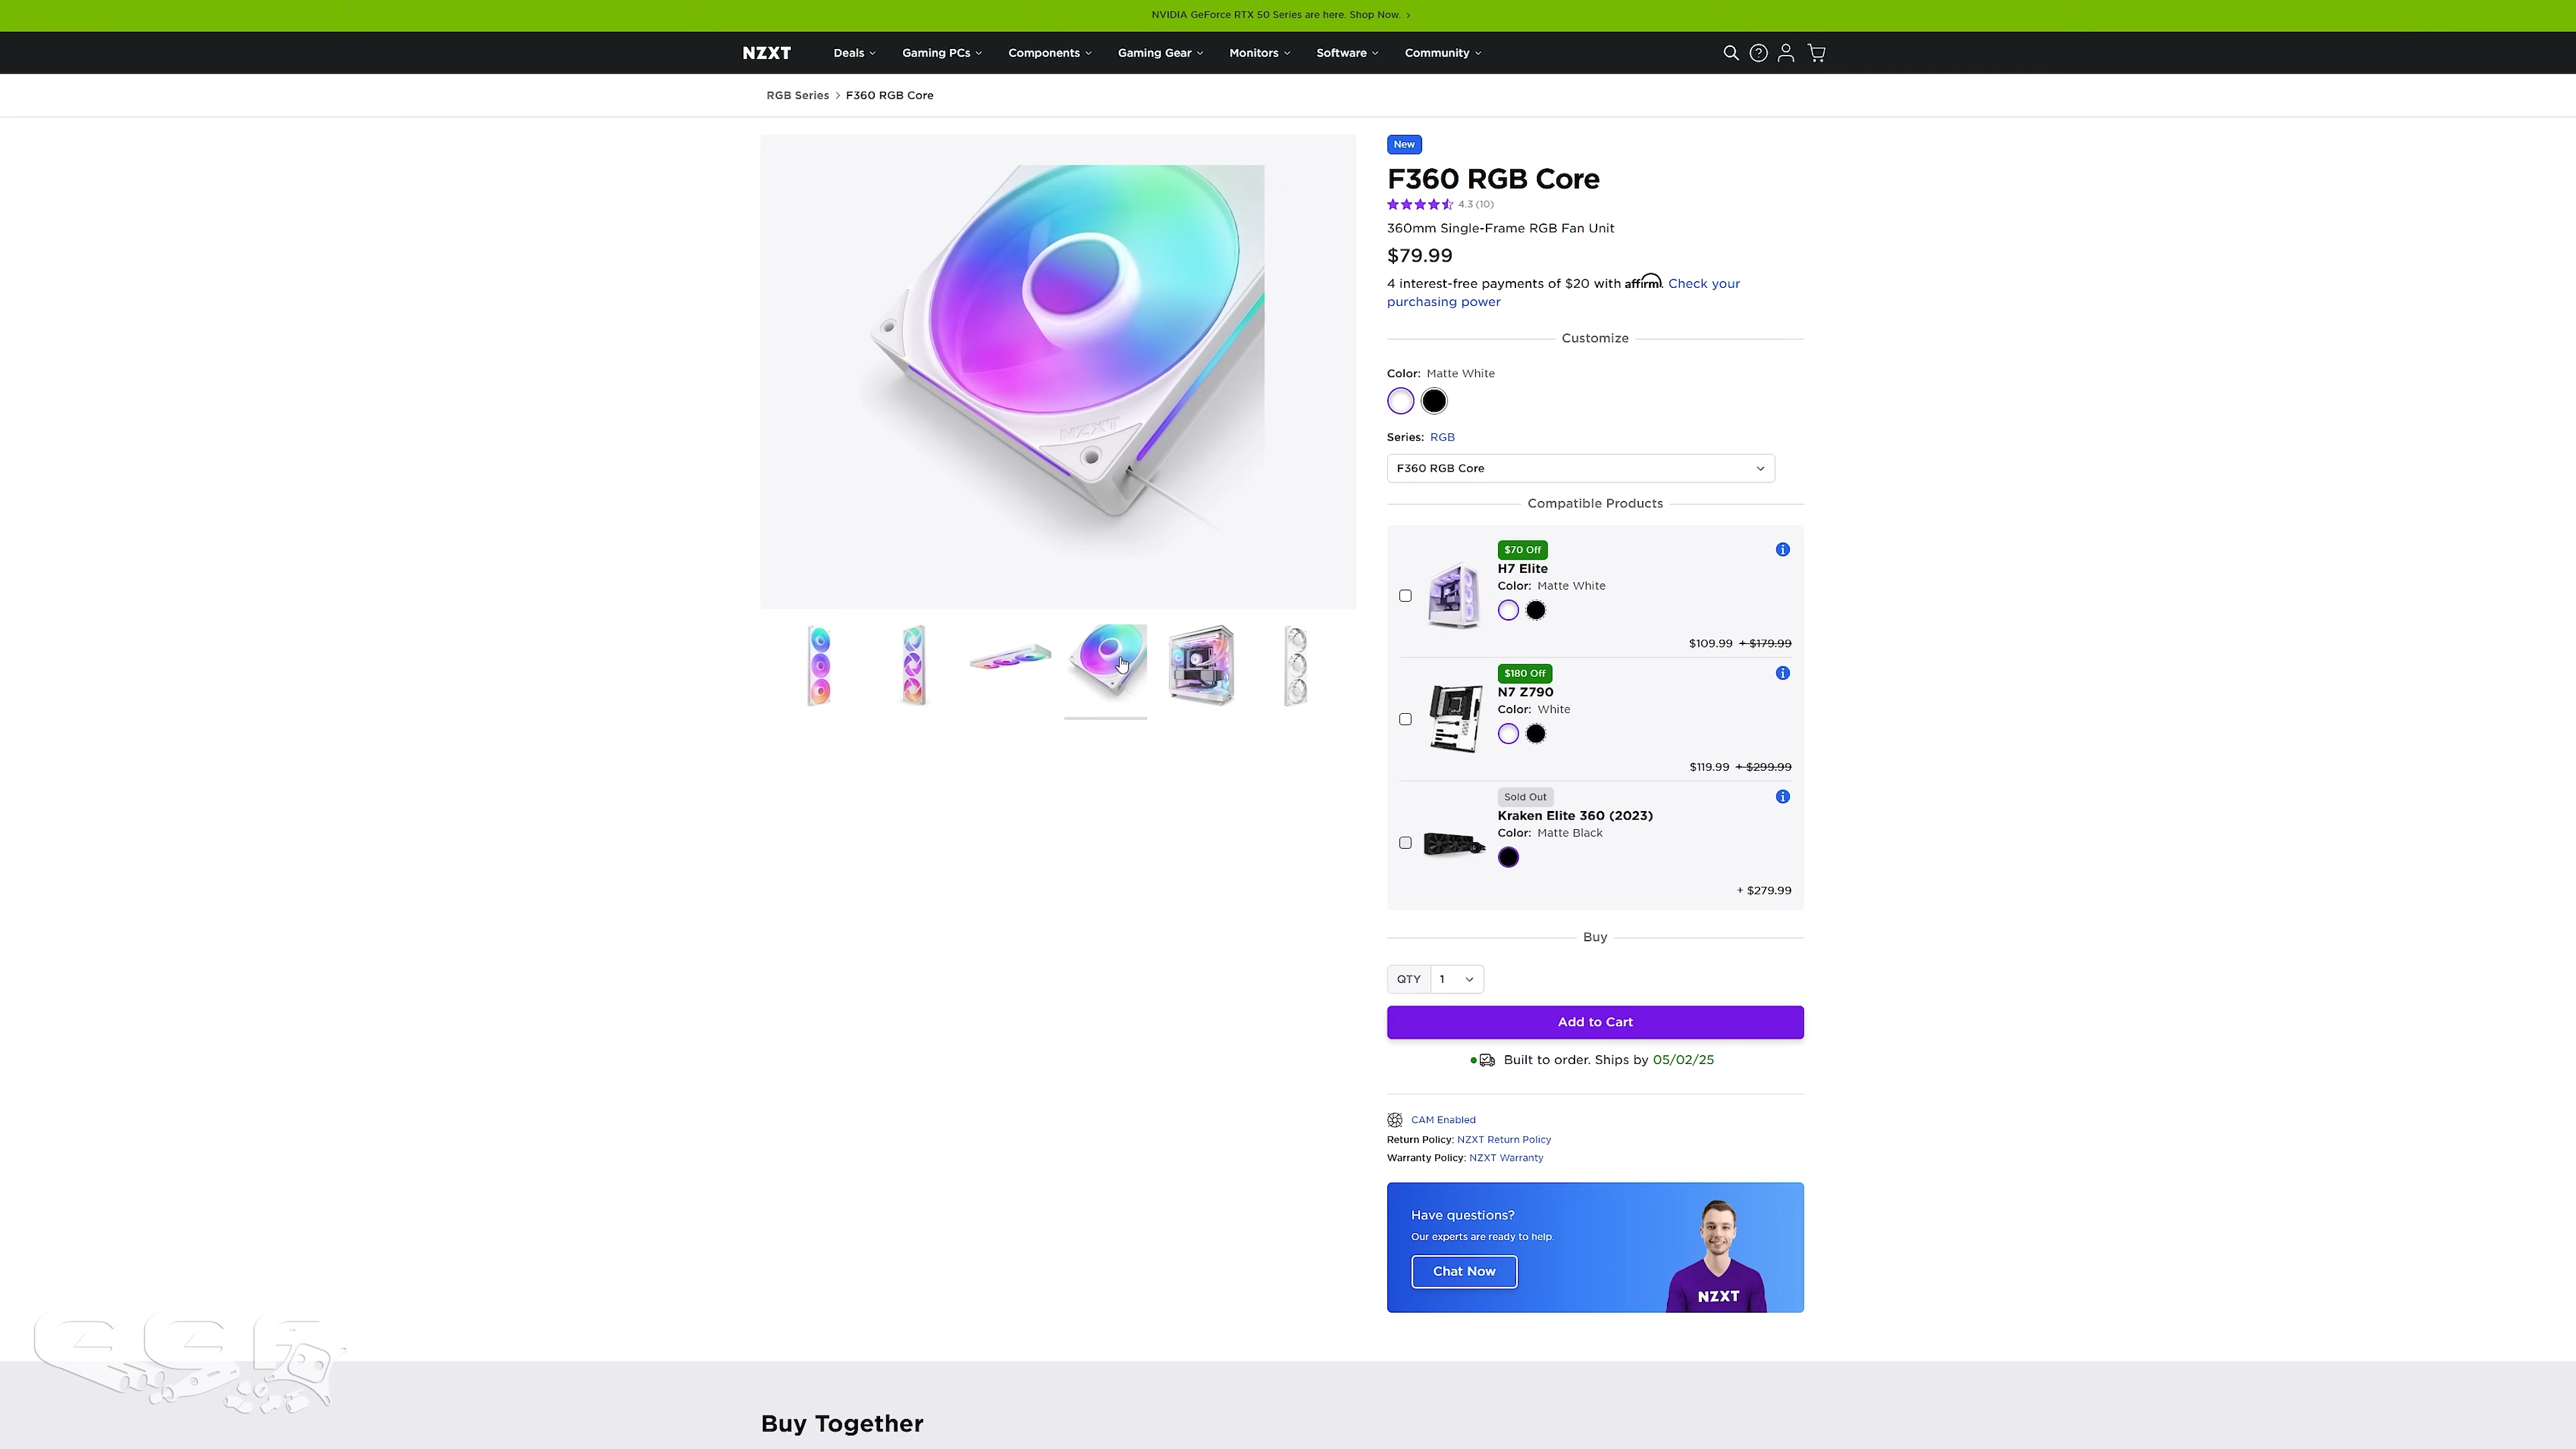 NVIDIA GeForce RTX 50 Series are here. Shop Now. ›
NZXT
Deals
Gaming PCs
Components
Gaming Gear
Monitors
Software
Community
RGB Series > F360 RGB Core
NZXT
New
F360 RGB Core
4.3 (10)
360mm Single-Frame RGB Fan Unit
$79.99
4 interest-free payments of $20 with affirm. Check your
purchasing power
Customize
Color: Matte White
Series: RGB
F360 RGB Core
Compatible Products
$70 Off
H7 Elite
Color: Matte White
$109.99 + $179.99
$180 Off
N7 Z790
Color: White
$119.99 + $299.99
Sold Out
Kraken Elite 360 (2023)
Color: Matte Black
+ $279.99
Buy
QTY 1
Add to Cart
Built to order. Ships by 05/02/25
CAM Enabled
Return Policy: NZXT Return Policy
Warranty Policy: NZXT Warranty
Have questions?
Our experts are ready to help.
Chat Now
NZXT
Buy Together